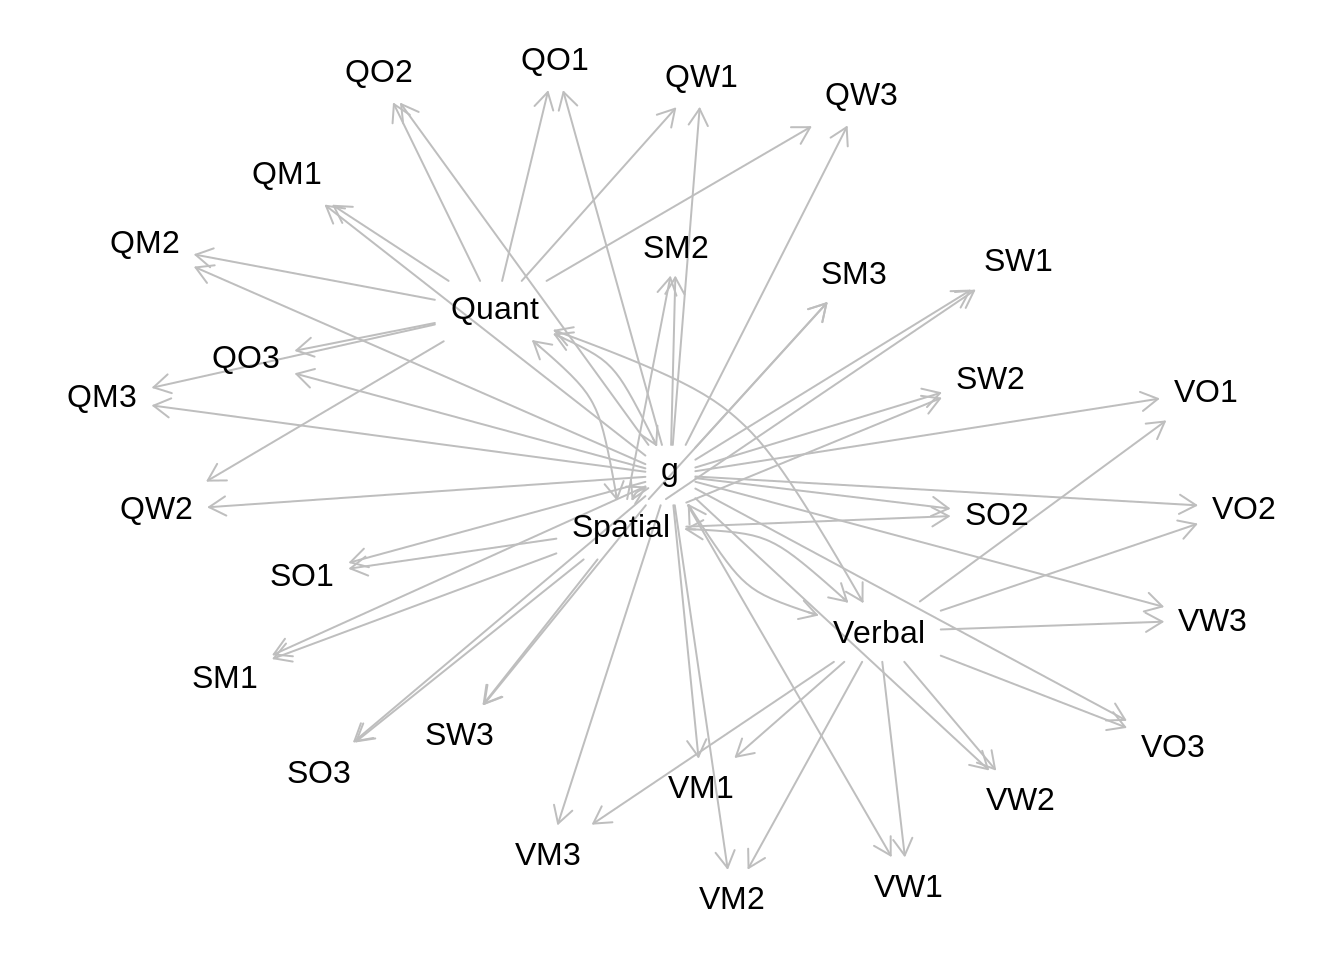 QO1
QO2
QW1
QW3
QM1
QM2
SM2
SW1
SM3
Quant
QO3
SW2
VO1
QM3
g
QW2
VO2
SO2
Spatial
SO1
VW3
Verbal
SM1
SW3
VO3
SO3
VM1
VW2
VM3
VW1
VM2